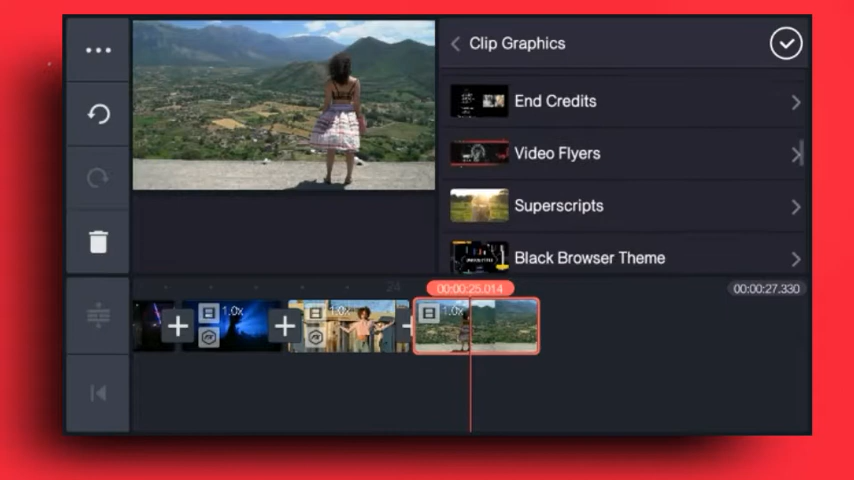 Clip Graphics
End Credits
Video Flyers
Superscripts
Black Browser Theme
24
00:00:25.014
00:00:27.330
1.0x
1.0x
1.0x